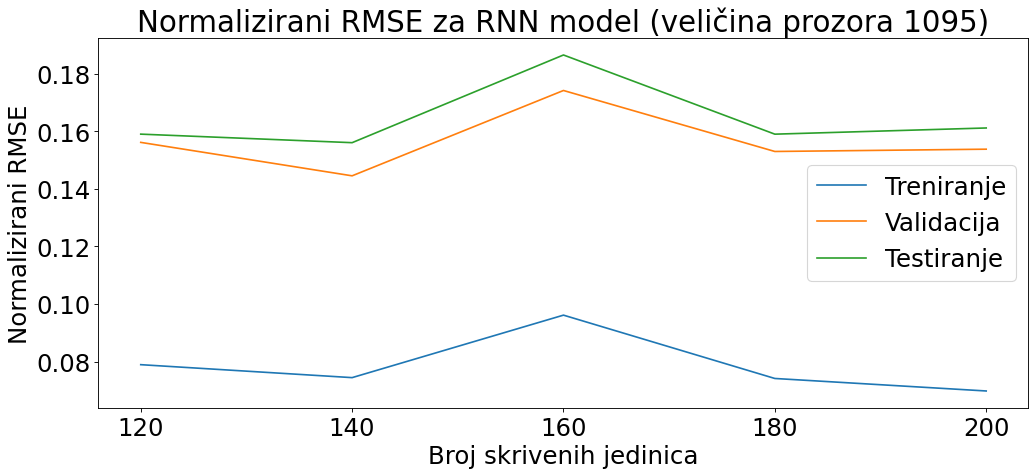 Normalizirani RMSE za RNN model (veličina prozora 1095)
Normalizirani RMSE
0.18
0.16
0.14
0.12
0.10
0.08
Treniranje
Validacija
Testiranje
120 140 160 180 200
Broj skrivenih jedinica